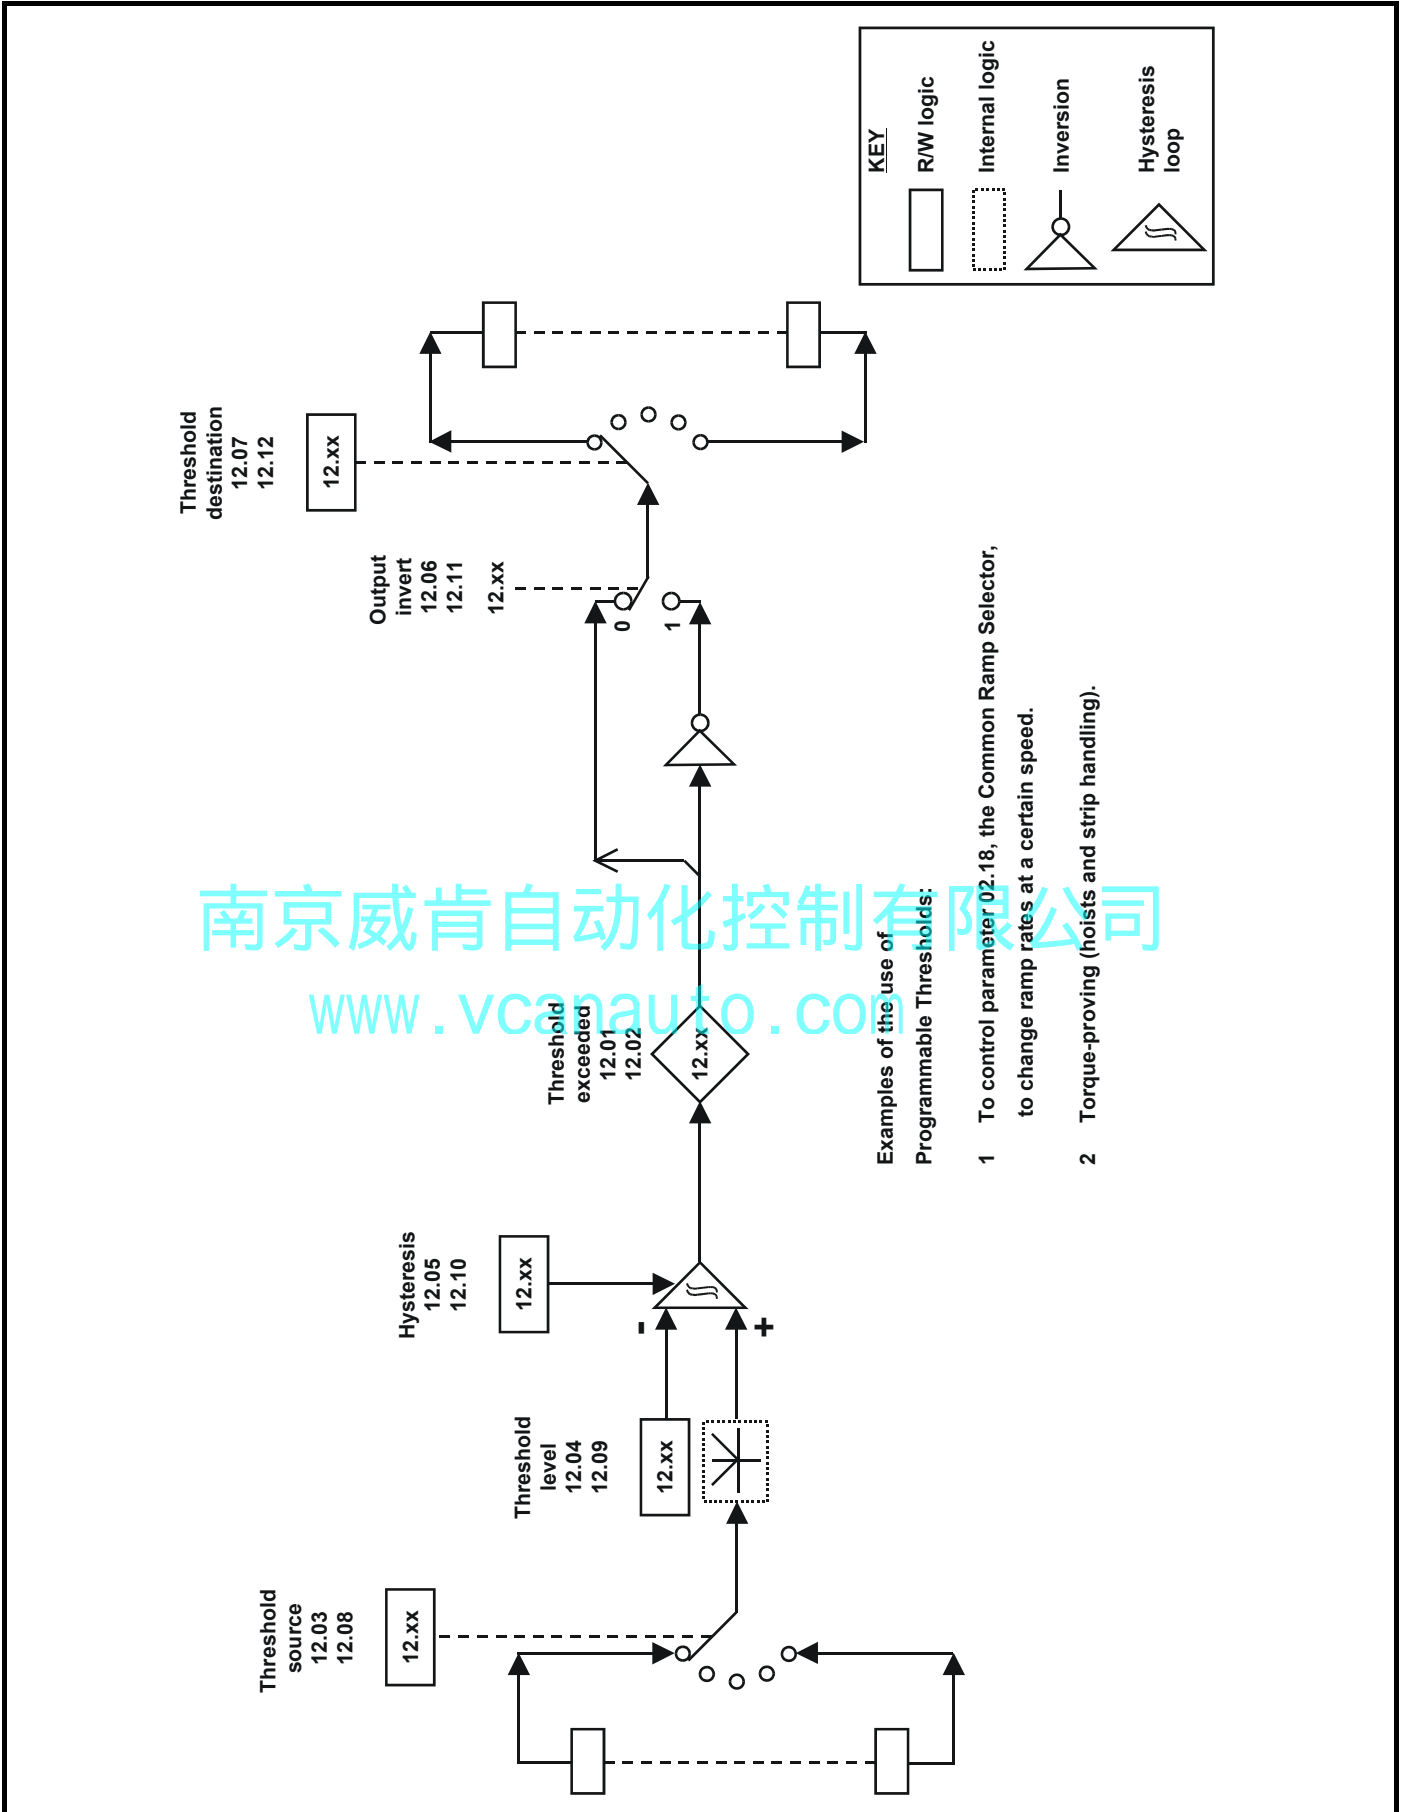 Threshold
source
12.03
12.08
12.xx
Threshold
level
12.04
12.09
12.xx
Hysteresis
12.05
12.10
12.xx
-
+
Threshold
exceeded
12.01
12.02
12.xx
Output
invert
12.06
12.11
12.xx
0
1
Threshold
destination
12.07
12.12
12.xx
Examples of the use of
Programmable Thresholds:
1 To control parameter 02.18, the Common Ramp Selector,
to change ramp rates at a certain speed.
2 Torque-proving (hoists and strip handling).
KEY
R/W logic
Internal logic
Inversion
Hysteresis
loop
南京威肯自动化控制有限公司
www.vcanauto.com